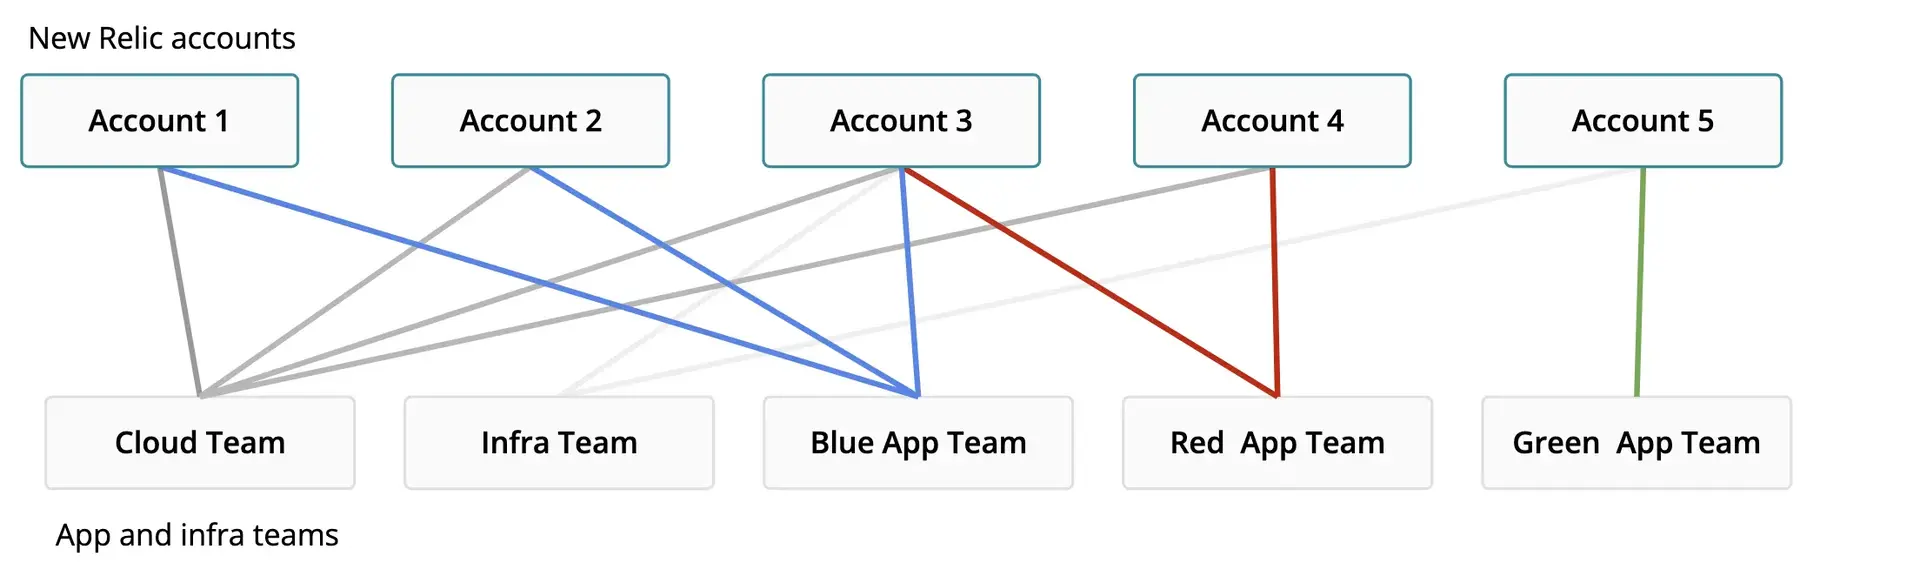 New Relic accounts
Account 1
Account 2
Account 3
Account 4
Account 5
Cloud Team
Infra Team
Blue App Team
Red  App Team
Green  App Team
App and infra teams